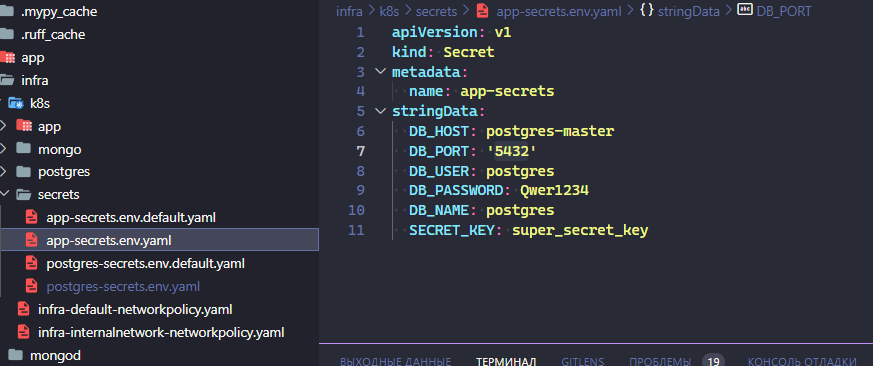 .mypy_cache
.ruff_cache
app
infra
k8s
app
mongo
postgres
secrets
app-secrets.env.default.yaml
app-secrets.env.yaml
postgres-secrets.env.default.yaml
postgres-secrets.env.yaml
infra-default-networkpolicy.yaml
infra-internalnetwork-networkpolicy.yaml
mongod
infra > k8s > secrets > app-secrets.env.yaml > {} stringData > abc DB_PORT
1 apiVersion: v1
2 kind: Secret
3 metadata:
4 name: app-secrets
5 stringData:
6 DB_HOST: postgres-master
7 DB_PORT: '5432'
8 DB_USER: postgres
9 DB_PASSWORD: Qwer1234
10 DB_NAME: postgres
11 SECRET_KEY: super_secret_key
ВЫХОДНЫЕ ДАННЫЕ ТЕРМИНАЛ GITLENS ПРОБЛЕМЫ 19 КОНСОЛЬ ОТЛАДКИ